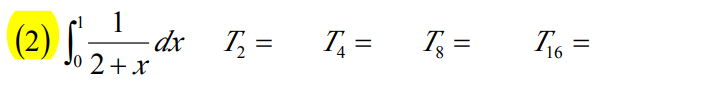 (2) ∫₀¹ 1/(2+x) dx T₂ = T₄ = T₈ = T₁₆ =